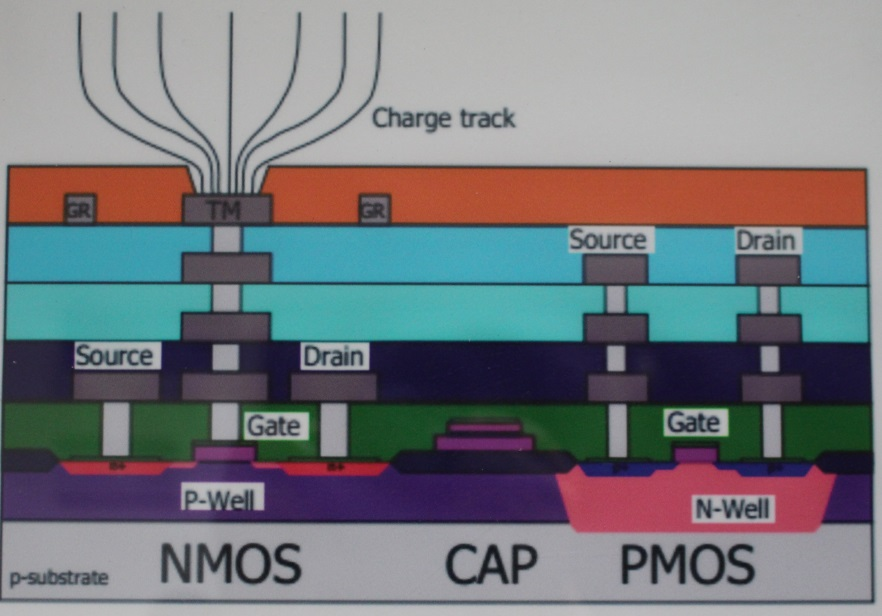 Charge track
GR
TM
GR
Source
Drain
Source
Drain
Gate
Gate
n+
n+
P-Well
N-Well
p-substrate
NMOS
CAP
PMOS